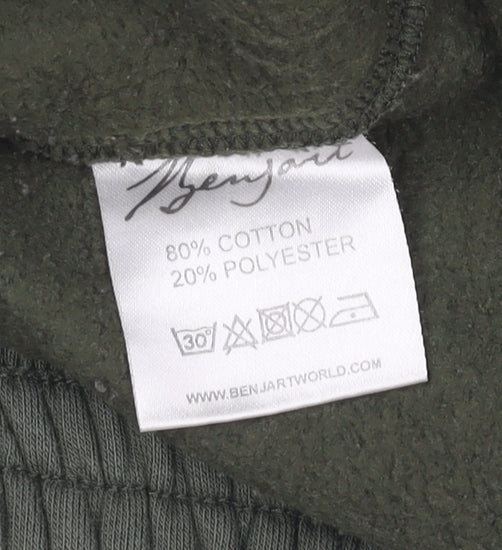 Benjart
80% COTTON
20% POLYESTER
30°
WWW.BENJARTWORLD.COM